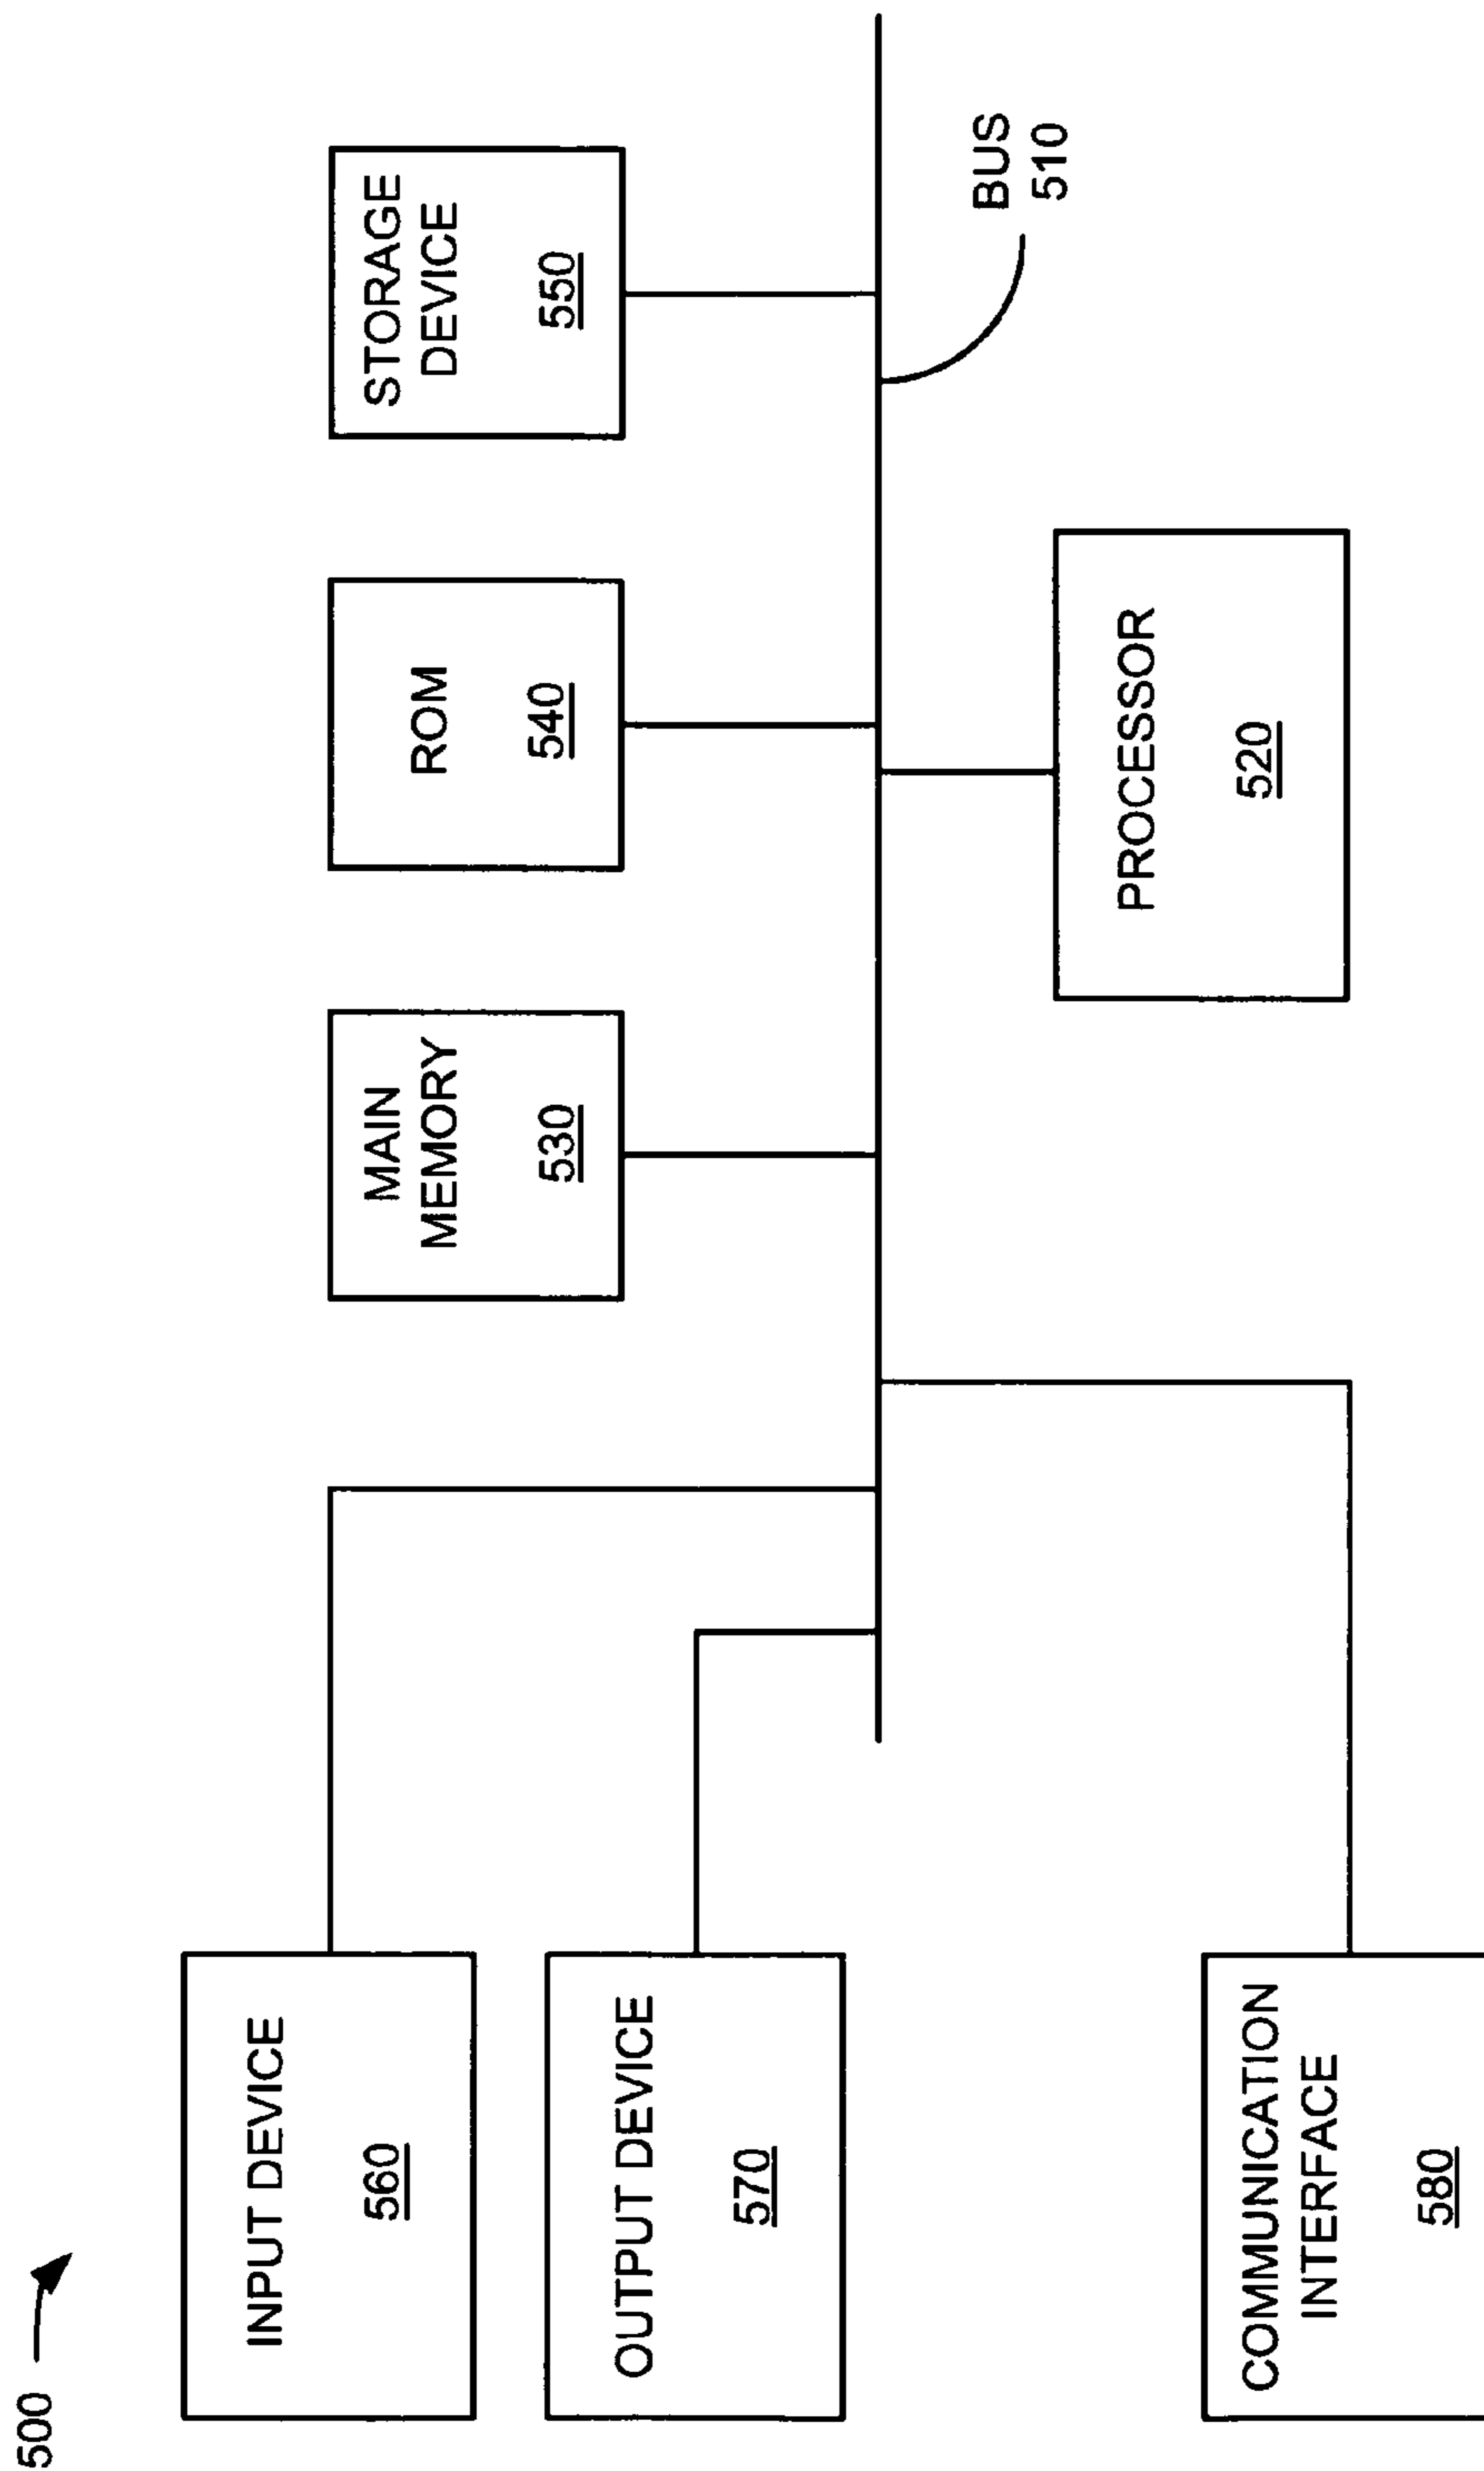 500
INPUT DEVICE
560
OUTPUT DEVICE
570
COMMUNICATION
INTERFACE
580
MAIN
MEMORY
530
ROM
540
STORAGE
DEVICE
550
PROCESSOR
520
BUS
510